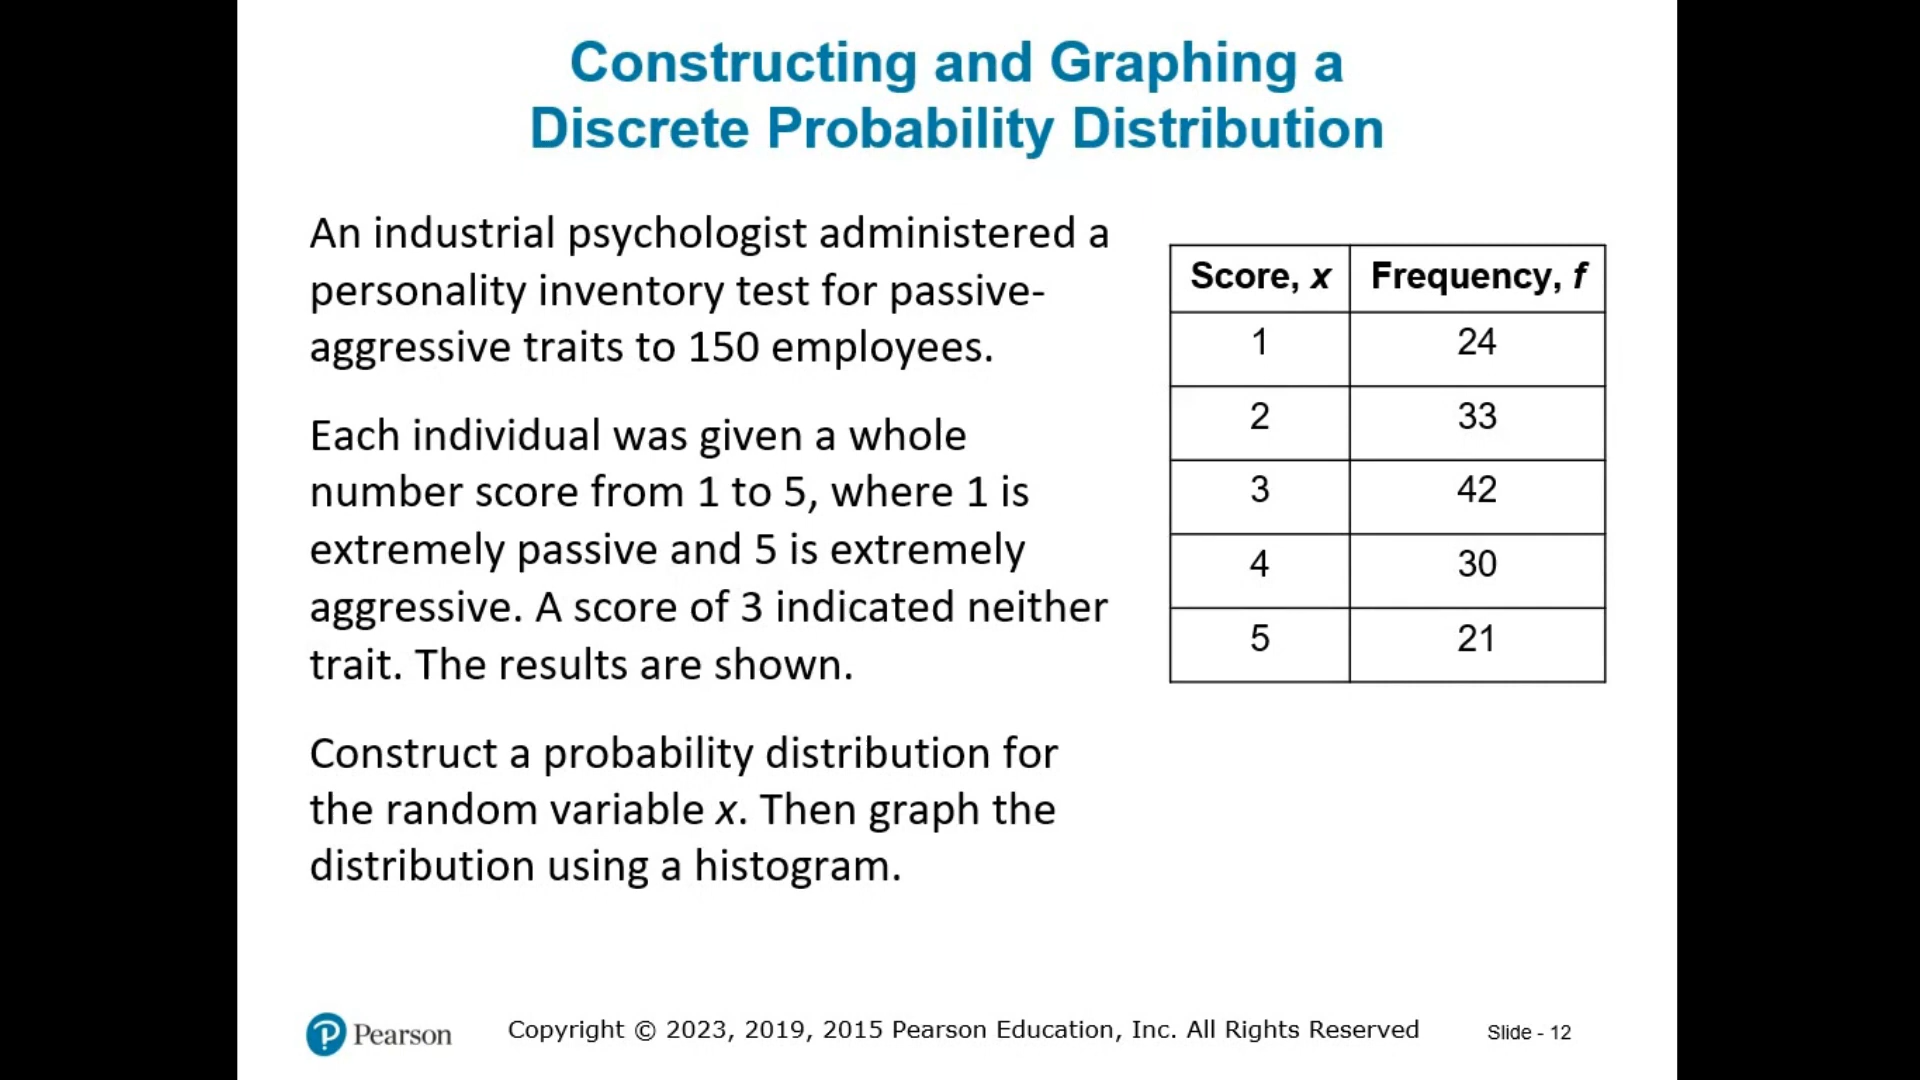 Constructing and Graphing a
Discrete Probability Distribution
An industrial psychologist administered a
personality inventory test for passive-
aggressive traits to 150 employees.
Each individual was given a whole
number score from 1 to 5, where 1 is
extremely passive and 5 is extremely
aggressive. A score of 3 indicated neither
trait. The results are shown.
Construct a probability distribution for
the random variable x. Then graph the
distribution using a histogram.
Score, x Frequency, f
1 24
2 33
3 42
4 30
5 21
P Pearson
Copyright © 2023, 2019, 2015 Pearson Education, Inc. All Rights Reserved
Slide - 12